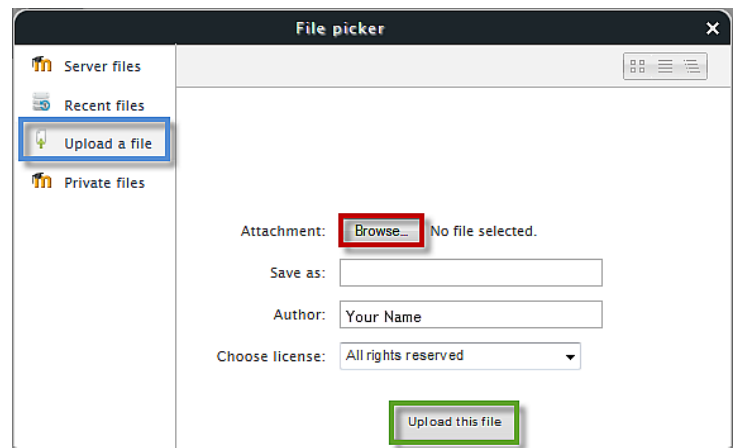 File picker
Server files
Recent files
Upload a file
Private files
Attachment: Browse... No file selected.
Save as:
Author: Your Name
Choose license: All rights reserved
Upload this file